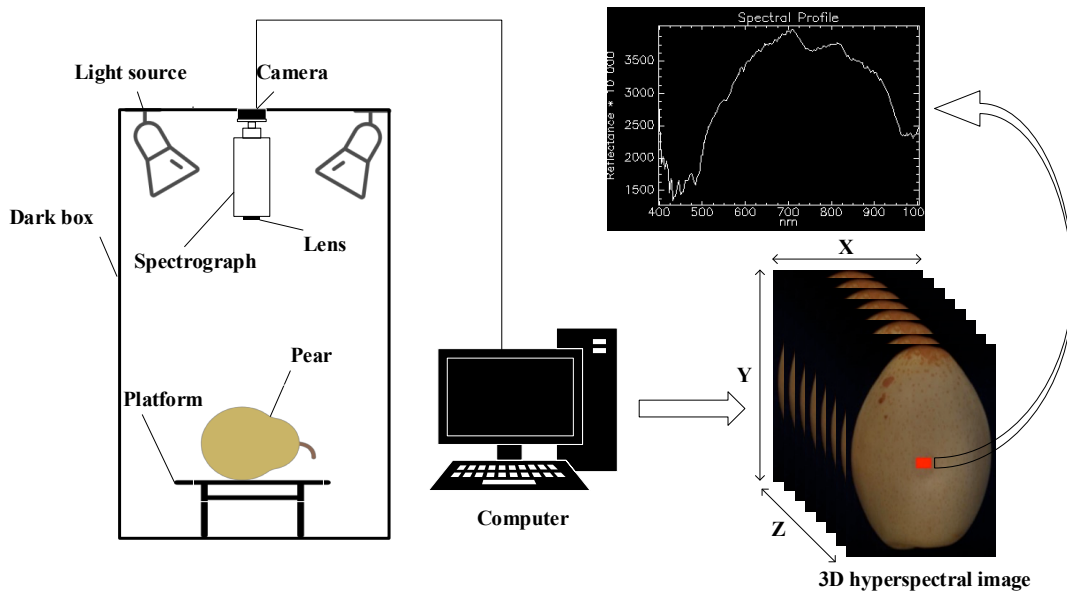 Light source
Camera
Dark box
Spectrograph
Lens
Pear
Platform
Computer
Spectral Profile
Reflectance * 10 000
3500
3000
2500
2000
1500
400 500 600 700 800 900 100
nm
X
Y
Z
3D hyperspectral image